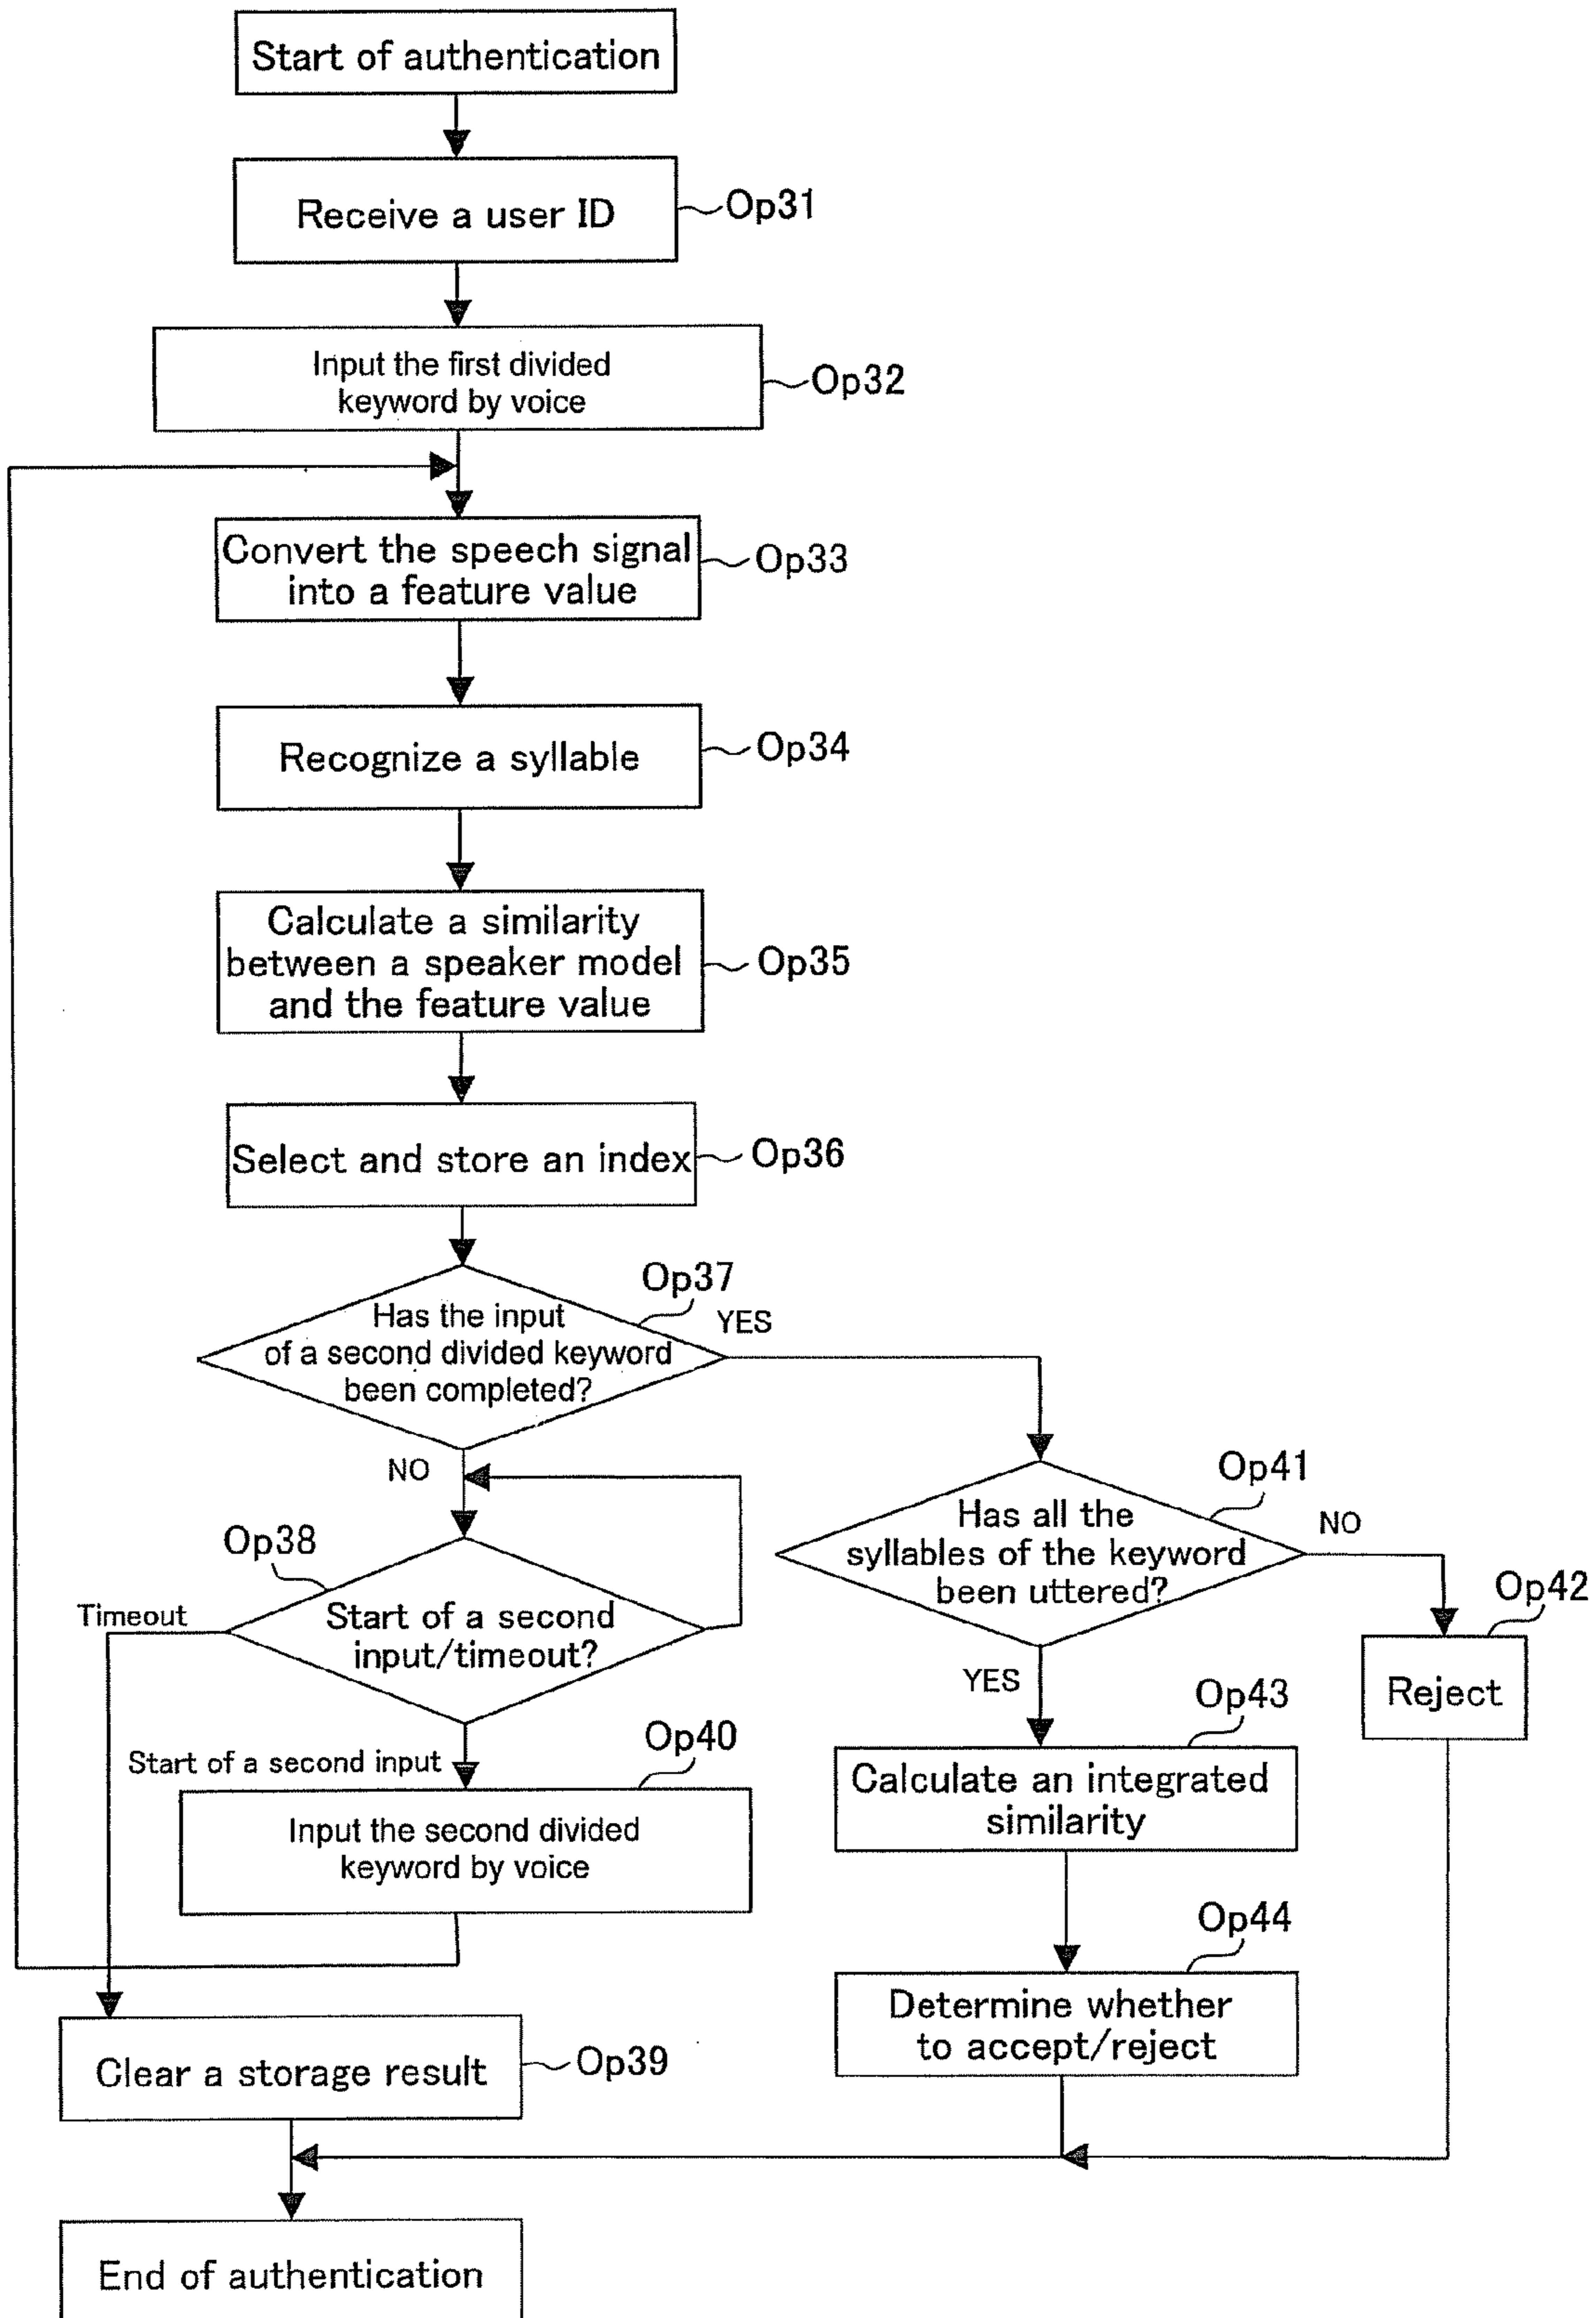 Start of authentication
Receive a user ID
Op31
Input the first divided
keyword by voice
Op32
Convert the speech signal
into a feature value
Op33
Recognize a syllable
Op34
Calculate a similarity
between a speaker model
and the feature value
Op35
Select and store an index
Op36
Op37
Has the input
of a second divided keyword
been completed?
YES
NO
Op38
Timeout
Start of a second
input/timeout?
Start of a second input
Op40
Input the second divided
keyword by voice
Clear a storage result
Op39
Op41
Has all the
syllables of the keyword
been uttered?
NO
Op42
Reject
YES
Op43
Calculate an integrated
similarity
Op44
Determine whether
to accept/reject
End of authentication